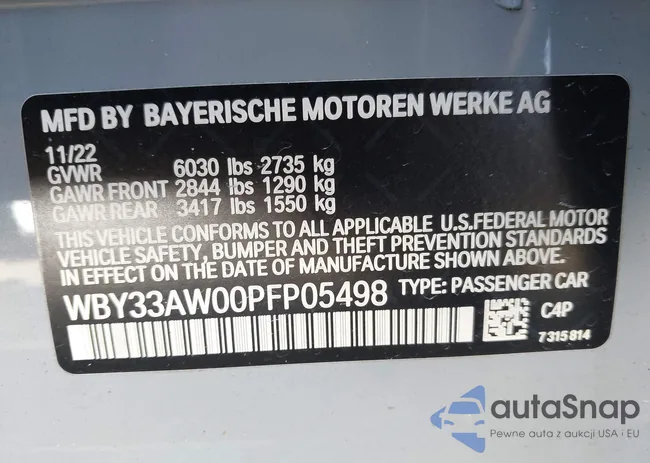 MFD BY BAYERISCHE MOTOREN WERKE AG
11/22
GVWR 6030 lbs 2735 kg
GAWR FRONT 2844 lbs 1290 kg
GAWR REAR 3417 lbs 1550 kg
THIS VEHICLE CONFORMS TO ALL APPLICABLE U.S.FEDERAL MOTOR
VEHICLE SAFETY, BUMPER AND THEFT PREVENTION STANDARDS
IN EFFECT ON THE DATE OF MANUFACTURE SHOWN ABOVE.
WBY33AW00PFP05498 TYPE: PASSENGER CAR
C4P
7315814
autaSnap
Pewne auta z aukcji USA i EU